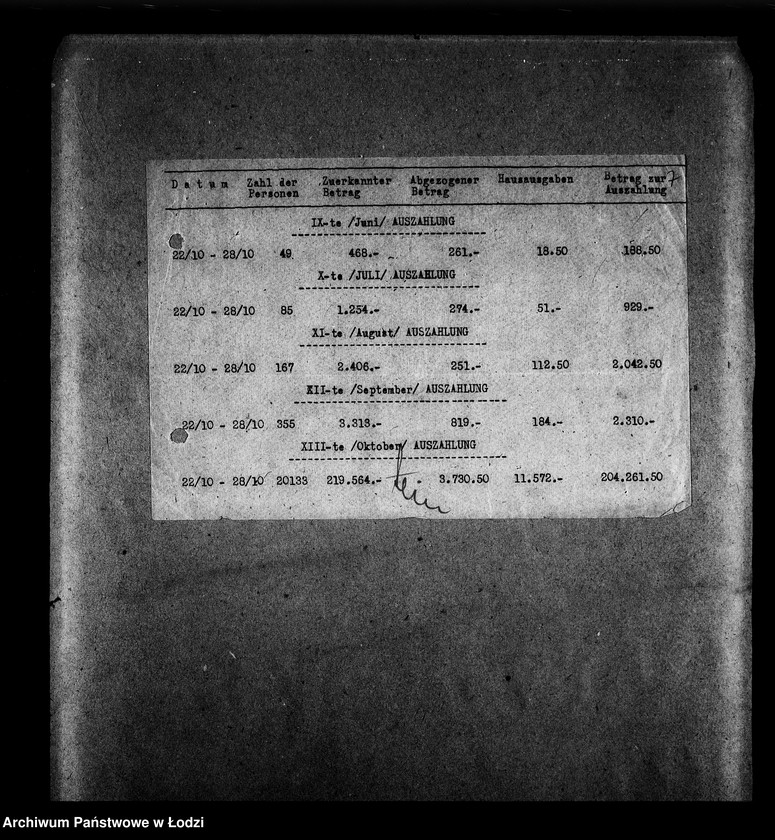 7
Datum Zahl der Personen Zuerkannter Betrag Abgezogener Betrag Hausausgaben Betrag zur Auszahlung
IX-te /Juni/ AUSZAHLUNG
22/10 - 28/10 49 468.- 261.- 18.50 188.50
X-te /JULI/ AUSZAHLUNG
22/10 - 28/10 85 1.254.- 274.- 51.- 929.-
XI-te /August/ AUSZAHLUNG
22/10 - 28/10 167 2.406.- 251.- 112.50 2.042.50
XII-te /September/ AUSZAHLUNG
22/10 - 28/10 355 3.313.- 819.- 184.- 2.310.-
XIII-te /Oktober/ AUSZAHLUNG
22/10 - 28/10 20133 219.564.- 3.730.50 11.572.- 204.261.50
Archiwum Państwowe w Łodzi